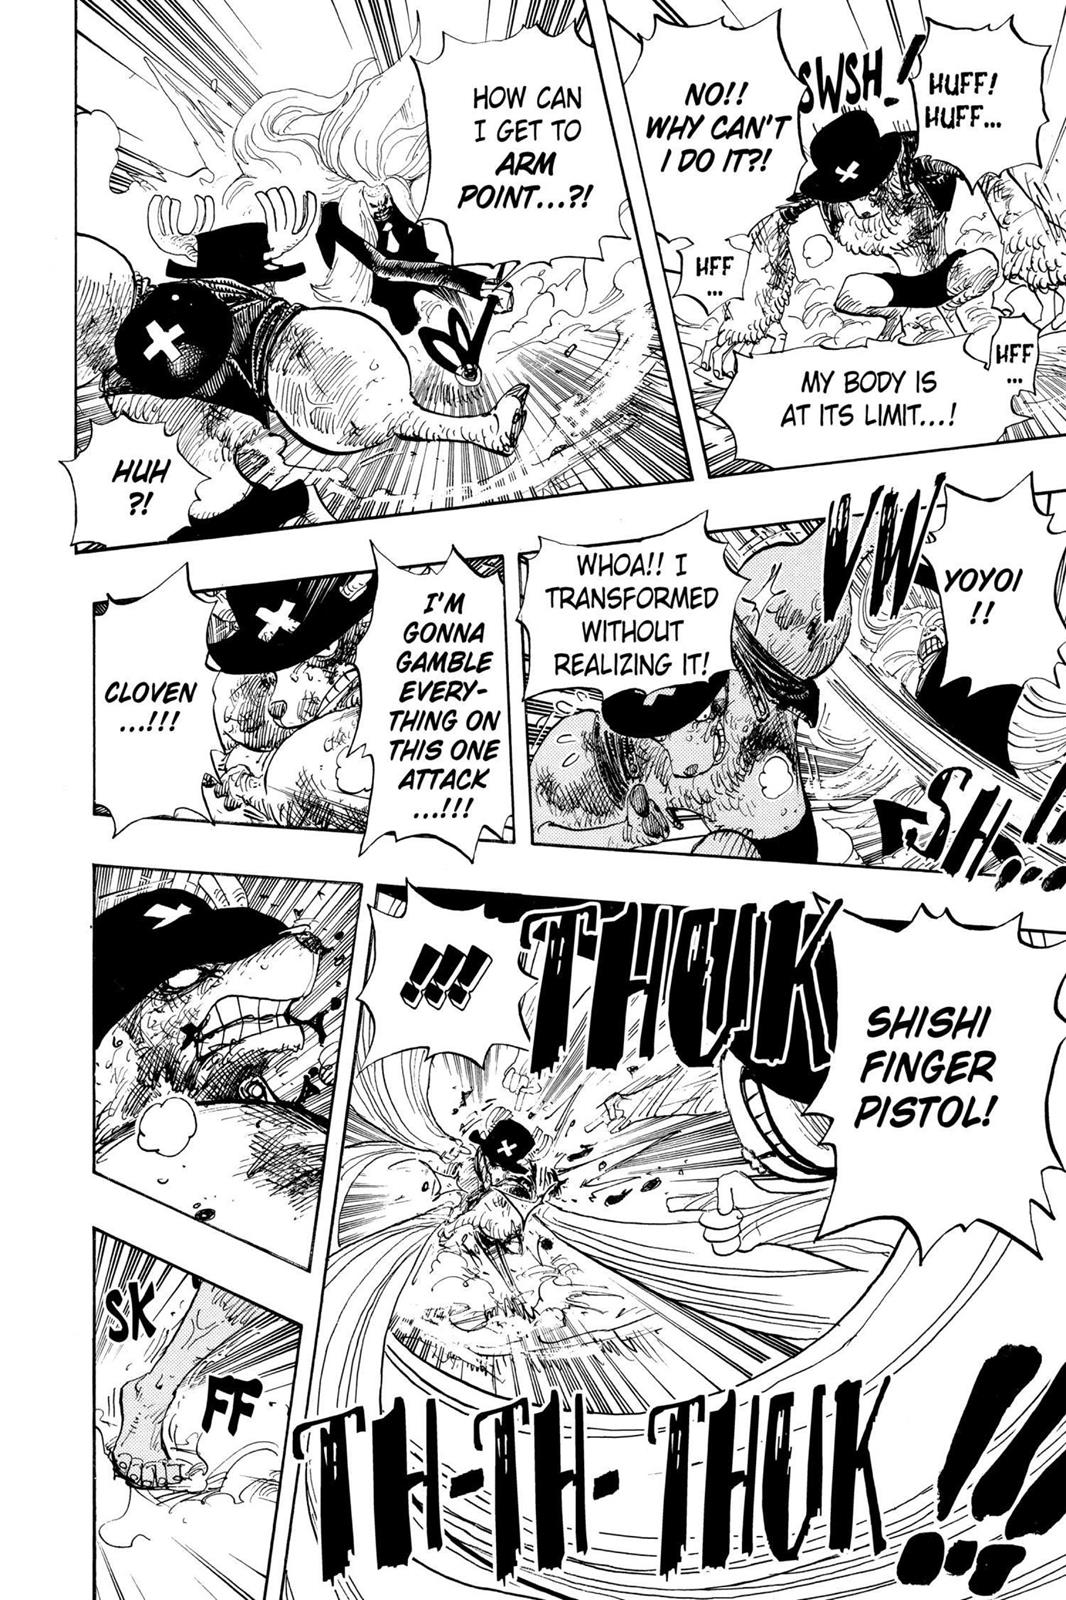 SWSH!
HUFF!
HUFF...
NO!!
WHY CAN'T
I DO IT?!
HFF
...
HFF
...
MY BODY IS
AT ITS LIMIT...!
HOW CAN
I GET TO
ARM
POINT...?!
HUH
?!
YOYOI
!!
VWW
WHOA!! I
TRANSFORMED
WITHOUT
REALIZING IT!
SH...!!
I'M
GONNA
GAMBLE
EVERY-
THING ON
THIS ONE
ATTACK
...!!!
CLOVEN
...!!!
SHISHI
FINGER
PISTOL!
THUK
!!!
TH-TH-THUK!!!
SK
FF